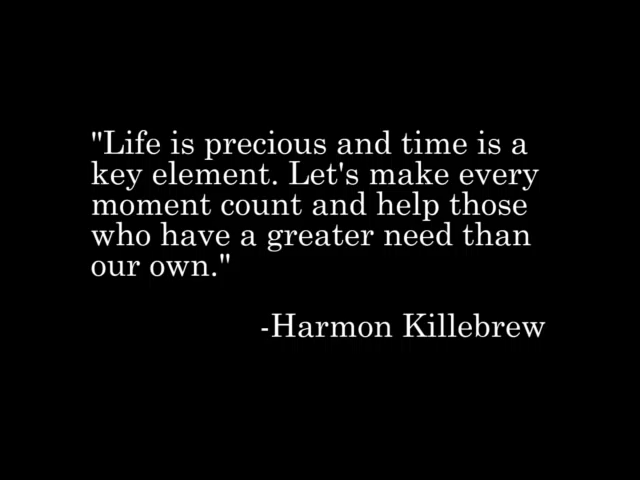 "Life is precious and time is a
key element. Let's make every
moment count and help those
who have a greater need than
our own."
-Harmon Killebrew